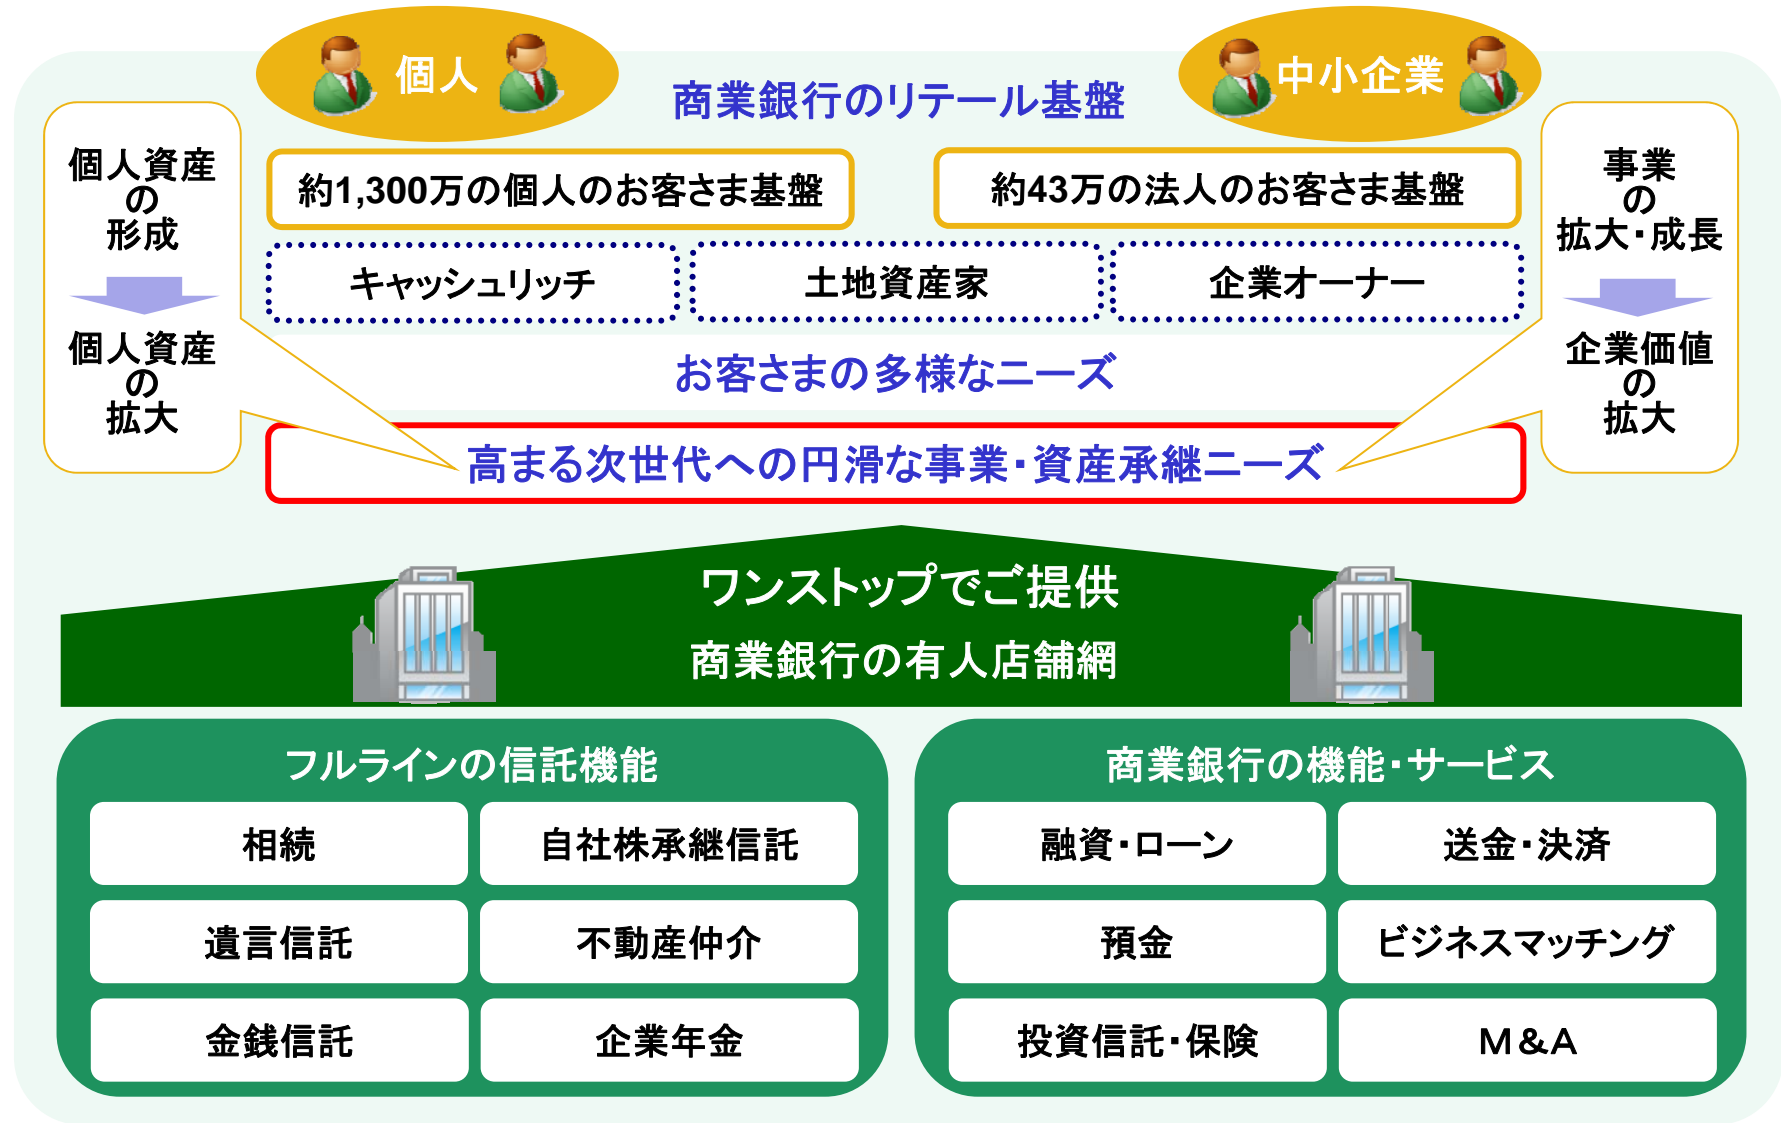 個人
商業銀行のリテール基盤
中小企業
個人資産
の
形成
個人資産
の
拡大
約1,300万の個人のお客さま基盤
約43万の法人のお客さま基盤
キャッシュリッチ
土地資産家
企業オーナー
事業
の
拡大・成長
企業価値
の
拡大
お客さまの多様なニーズ
高まる次世代への円滑な事業・資産承継ニーズ
ワンストップでご提供
商業銀行の有人店舗網
フルラインの信託機能
相続
自社株承継信託
遺言信託
不動産仲介
金銭信託
企業年金
商業銀行の機能・サービス
融資・ローン
送金・決済
預金
ビジネスマッチング
投資信託・保険
M&A